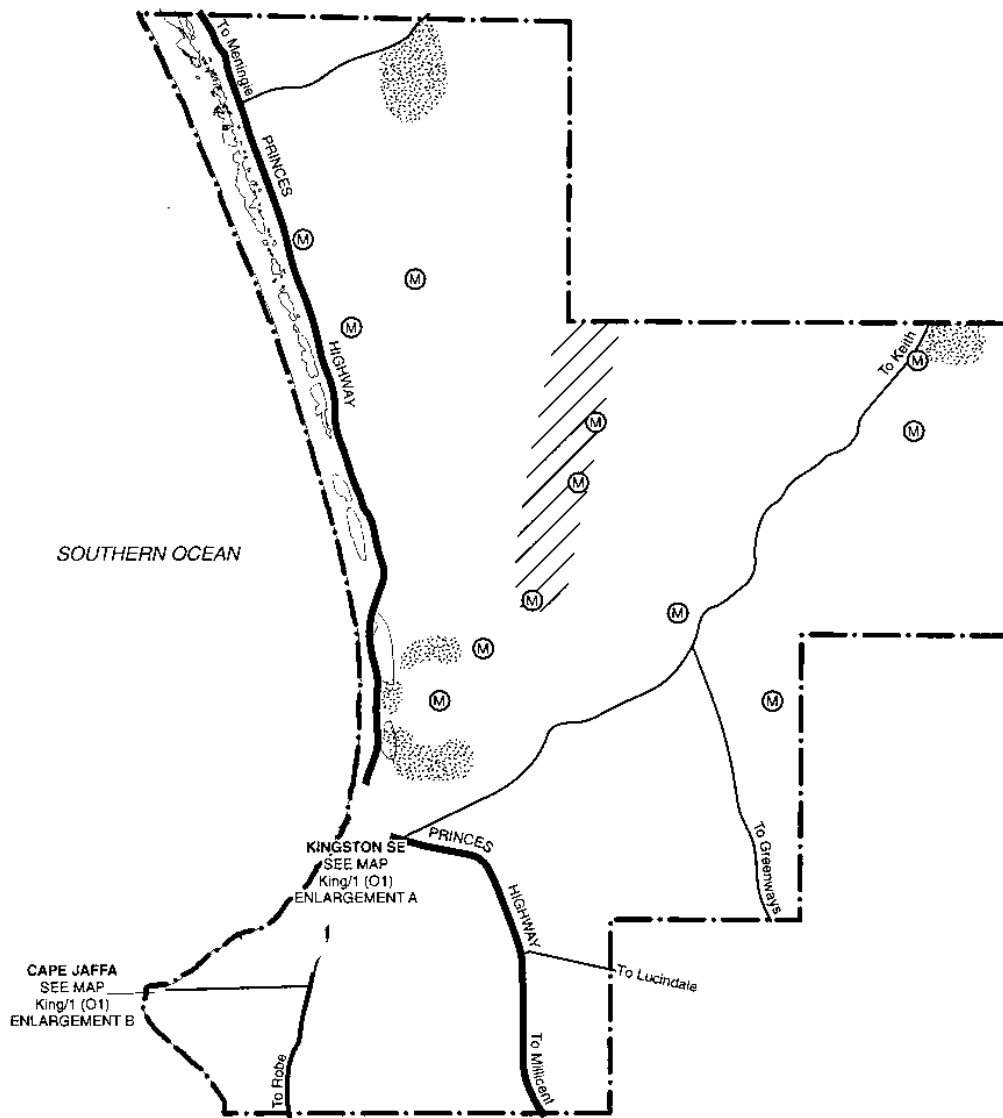 To Meningie
PRINCES
HIGHWAY
M
M
M
To Keith
M
M
M
M
SOUTHERN OCEAN
M
M
M
M
M
KINGSTON SE
SEE MAP
King/1 (O1)
ENLARGEMENT A
PRINCES
HIGHWAY
To Greenways
To Lucindale
CAPE JAFFA
SEE MAP
King/1 (O1)
ENLARGEMENT B
To Robe
To Millicent